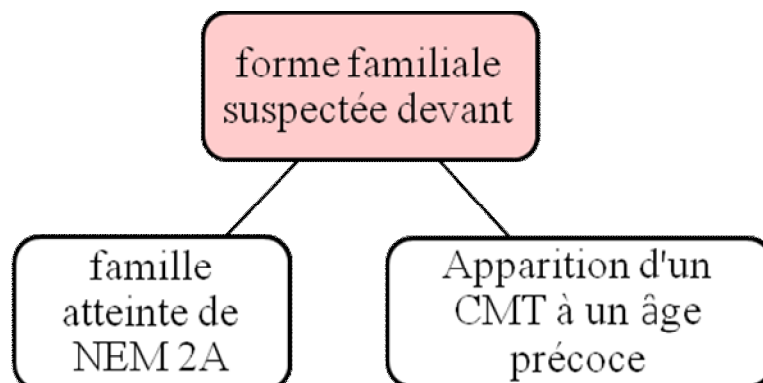 forme familiale
suspectée devant
famille
atteinte de
NEM 2A
Apparition d'un
CMT à un âge
précoce